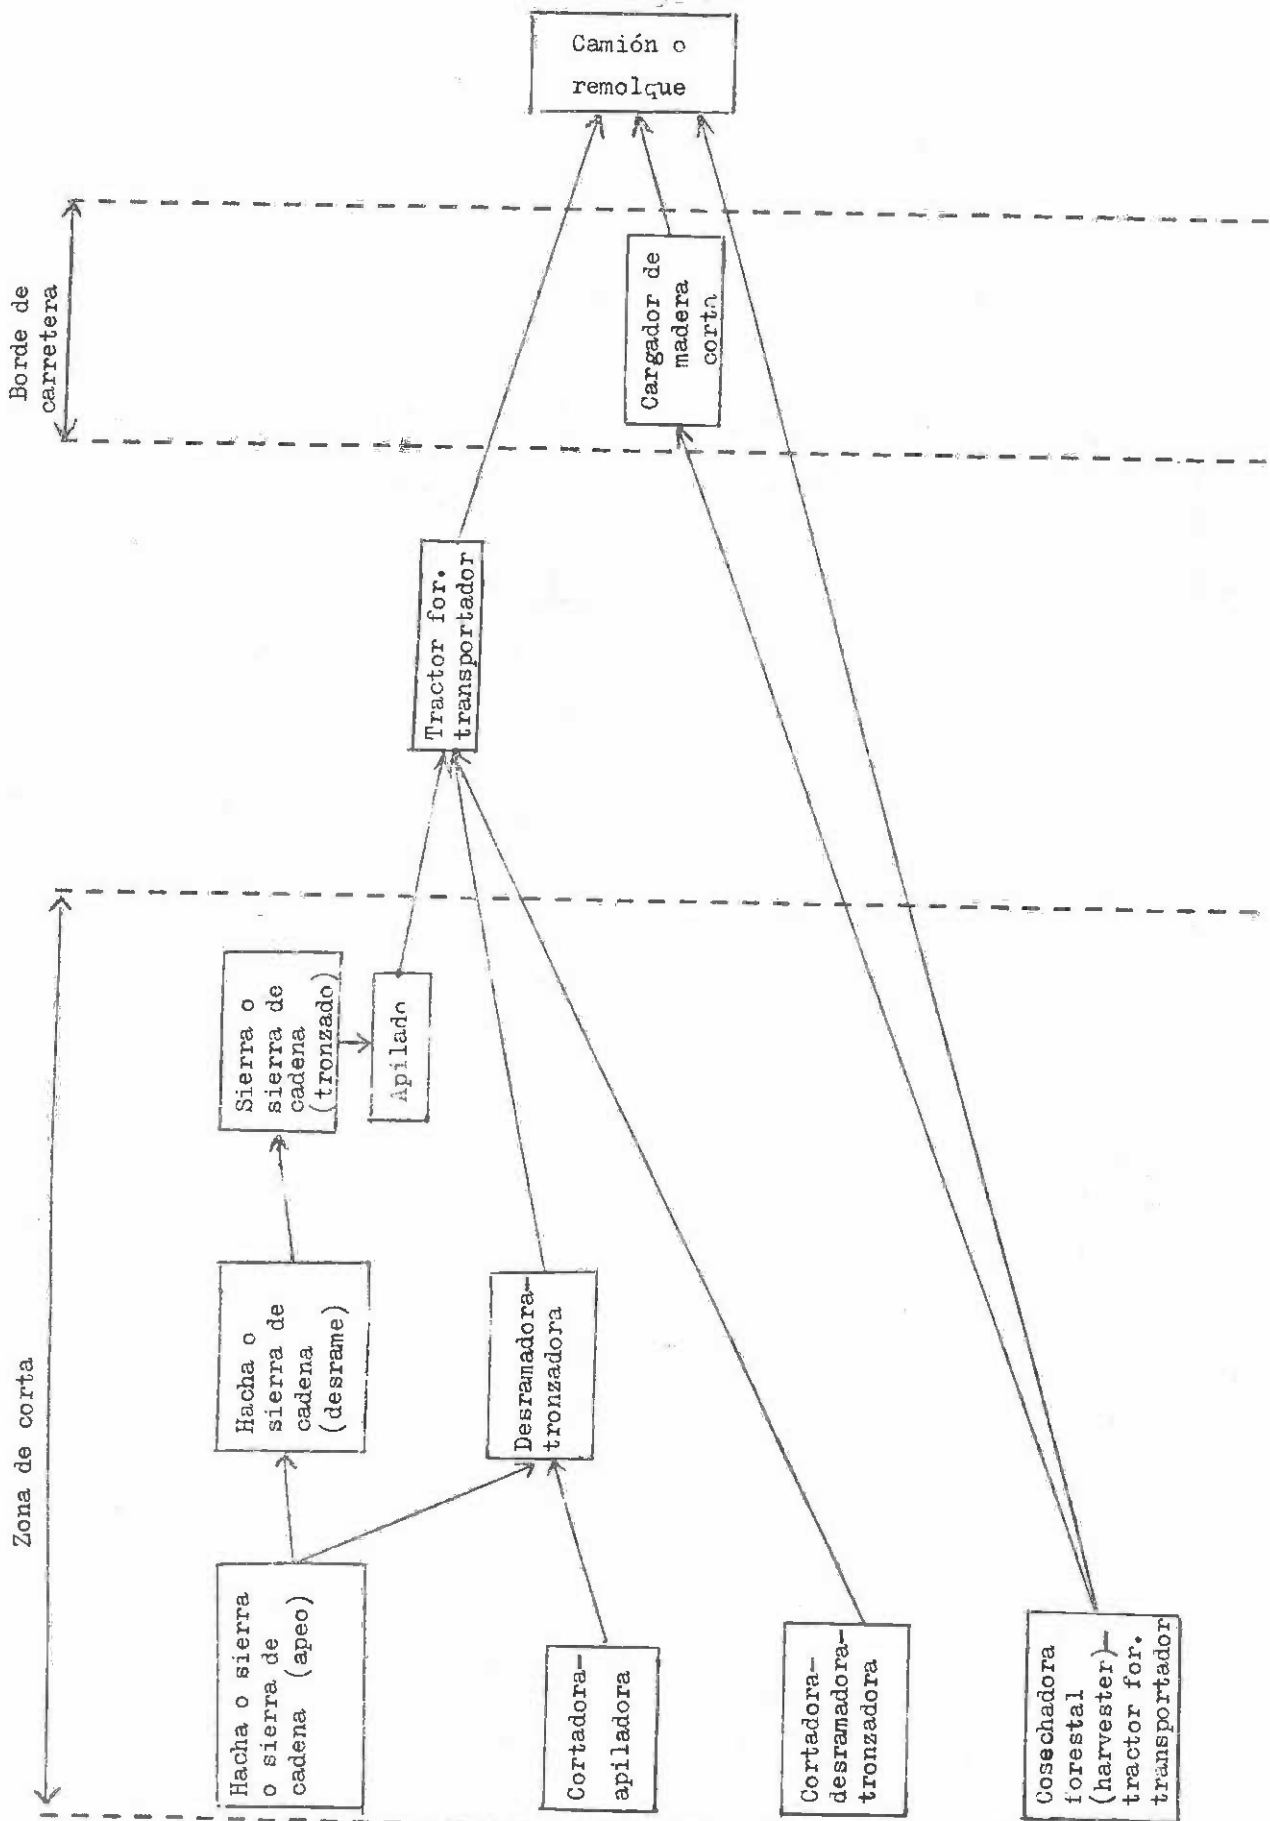 Zona de corta
Borde de
carretera
Hacha o sierra
o sierra de
cadena (apeo)
Hacha o
sierra de
cadena
(desrame)
Sierra o
sierra de
cadena
(tronzado)
Apilado
Cortadora—
apiladora
Desramadora—
tronzadora
Tractor for.
transportador
Cortadora—
desramadora—
tronzadora
Cosechadora
forestal
(harvester)—
tractor for.
transportador
Cargador de
madera
corta
Camión o
remolque